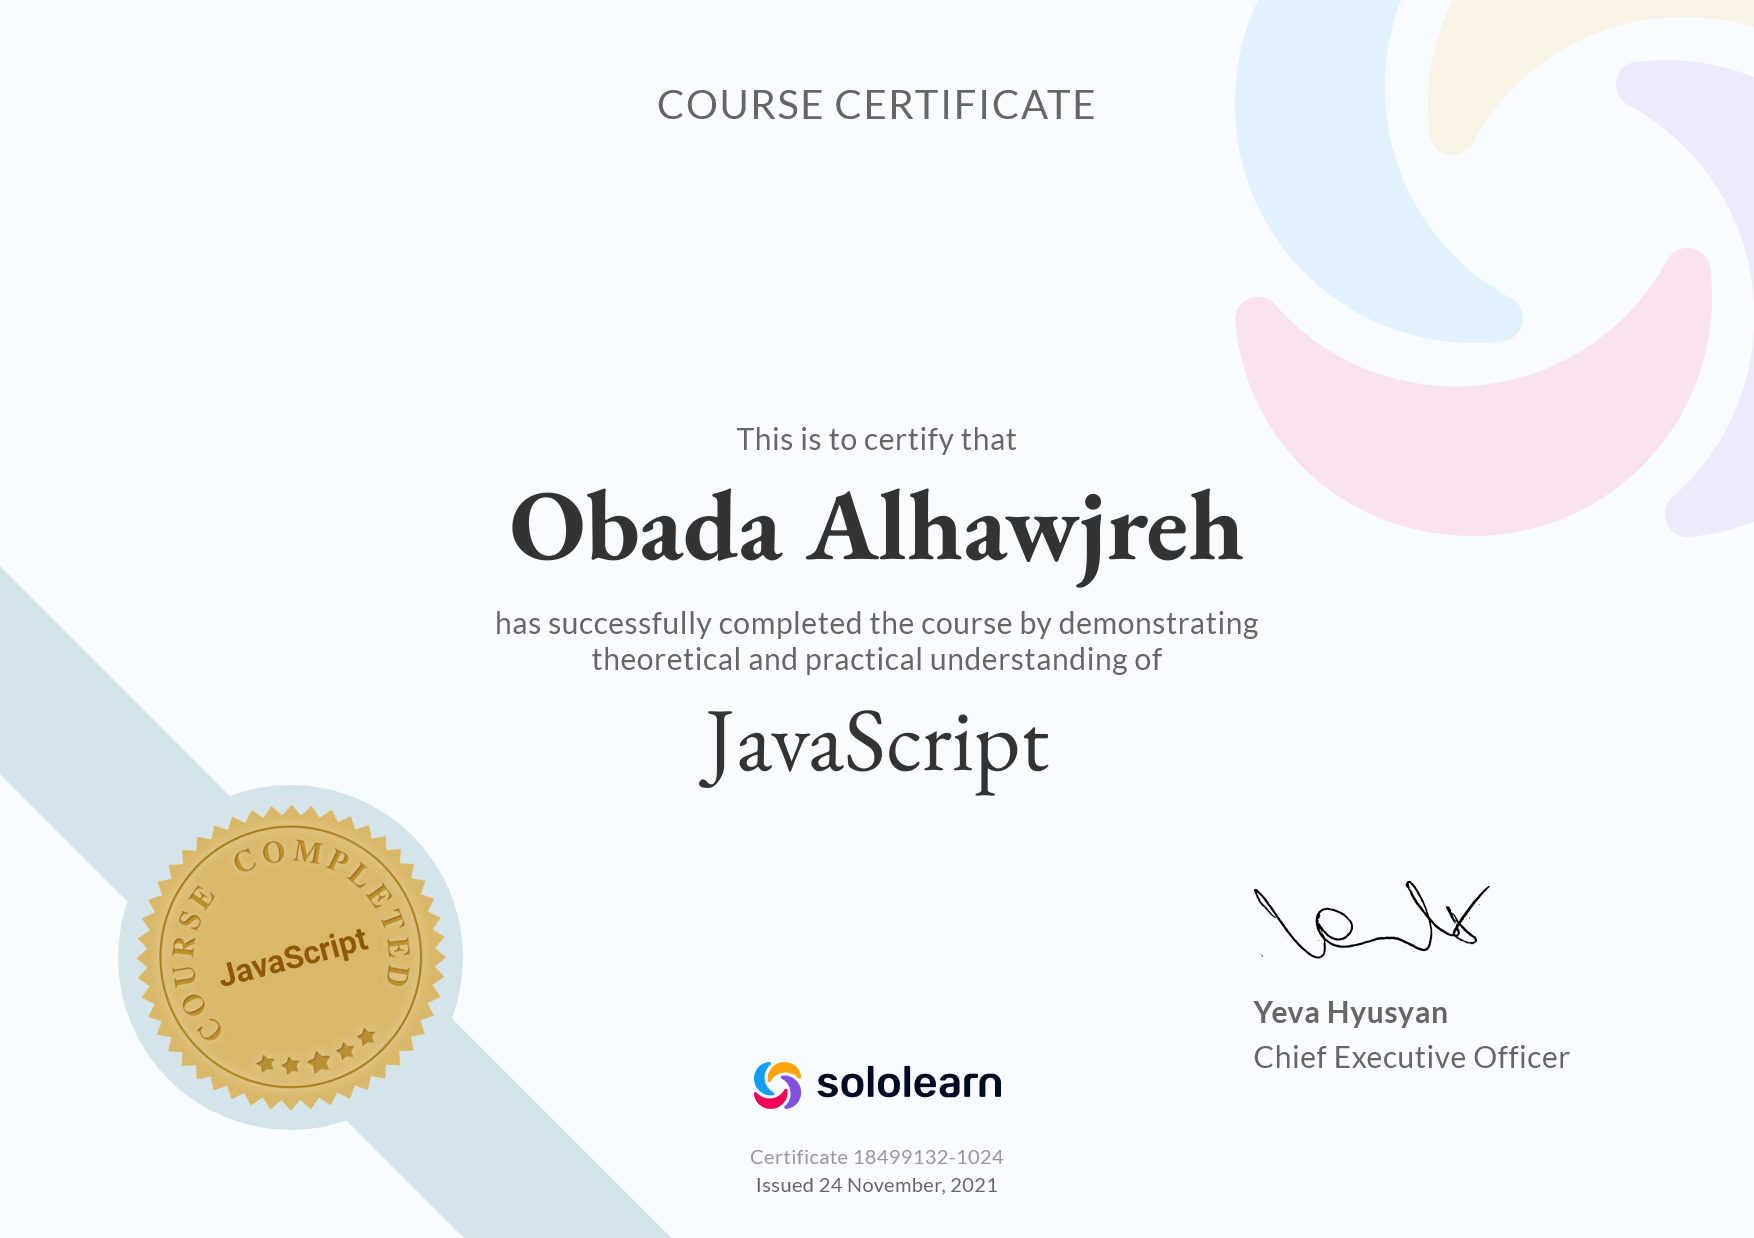 COURSE CERTIFICATE
This is to certify that
Obada Alhawjreh
has successfully completed the course by demonstrating
theoretical and practical understanding of
JavaScript
COURSE COMPLETED
JavaScript
Yeva Hyusyan
Chief Executive Officer
sololearn
Certificate 18499132-1024
Issued 24 November, 2021